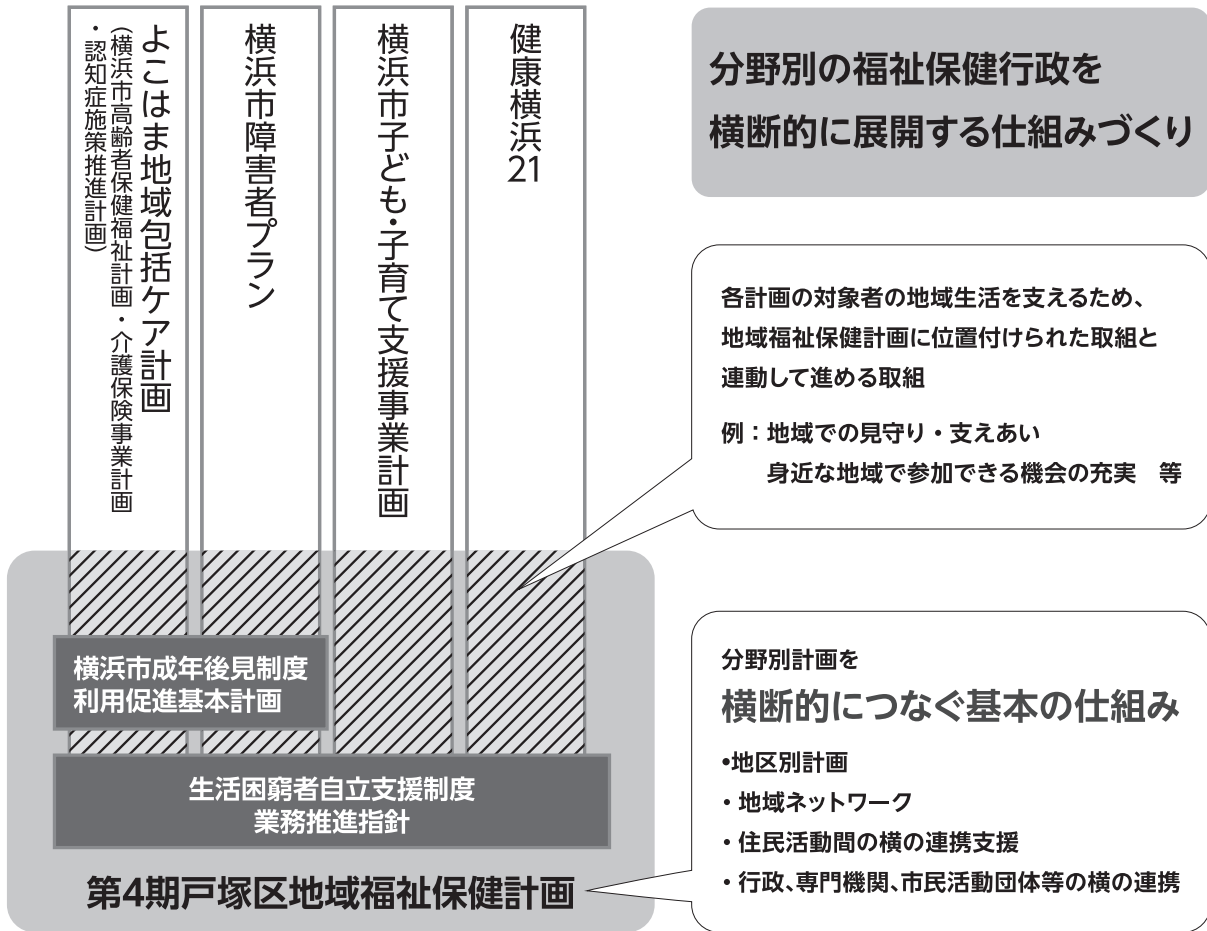 よこはま地域包括ケア計画
(横浜市高齢者保健福祉計画・介護保険事業計画
・認知症施策推進計画)
横浜市障害者プラン
横浜市子ども・子育て支援事業計画
健康横浜21
分野別の福祉保健行政を
横断的に展開する仕組みづくり
各計画の対象者の地域生活を支えるため、
地域福祉保健計画に位置付けられた取組と
連動して進める取組
例：地域での見守り・支えあい
身近な地域で参加できる機会の充実　等
横浜市成年後見制度
利用促進基本計画
生活困窮者自立支援制度
業務推進指針
第4期戸塚区地域福祉保健計画
分野別計画を
横断的につなぐ基本の仕組み
•地区別計画
・地域ネットワーク
・住民活動間の横の連携支援
・行政、専門機関、市民活動団体等の横の連携